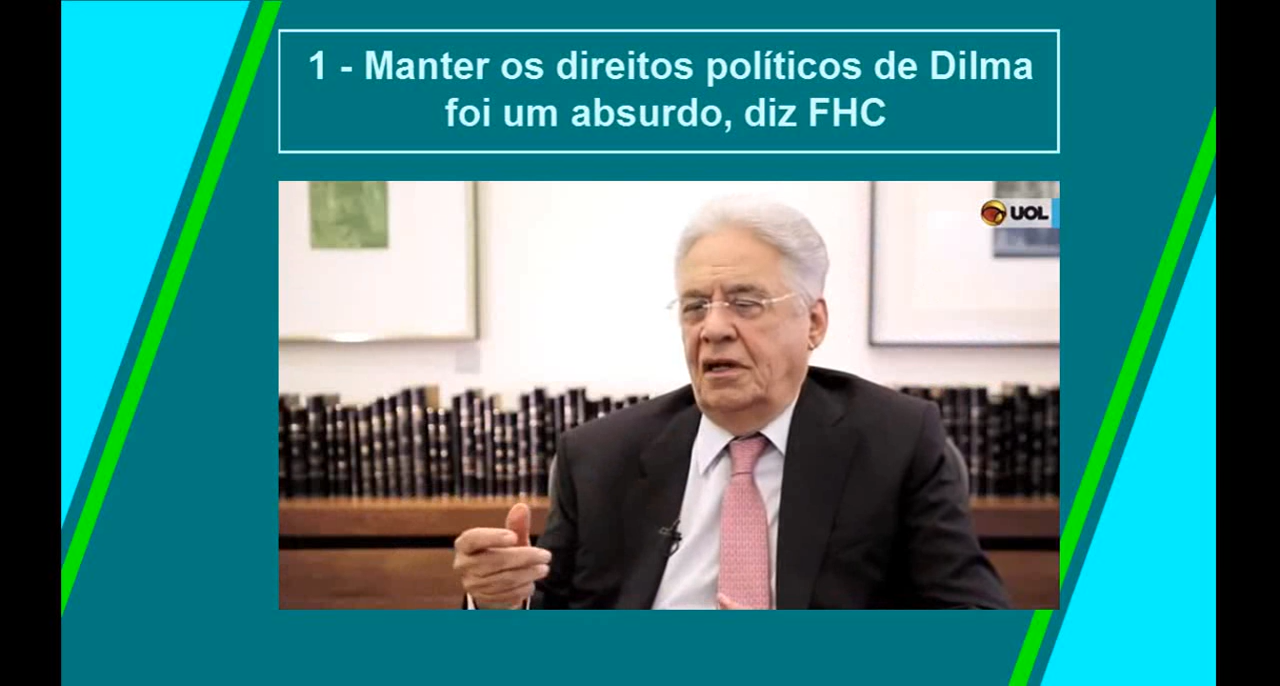 1 - Manter os direitos políticos de Dilma
foi um absurdo, diz FHC
UOL